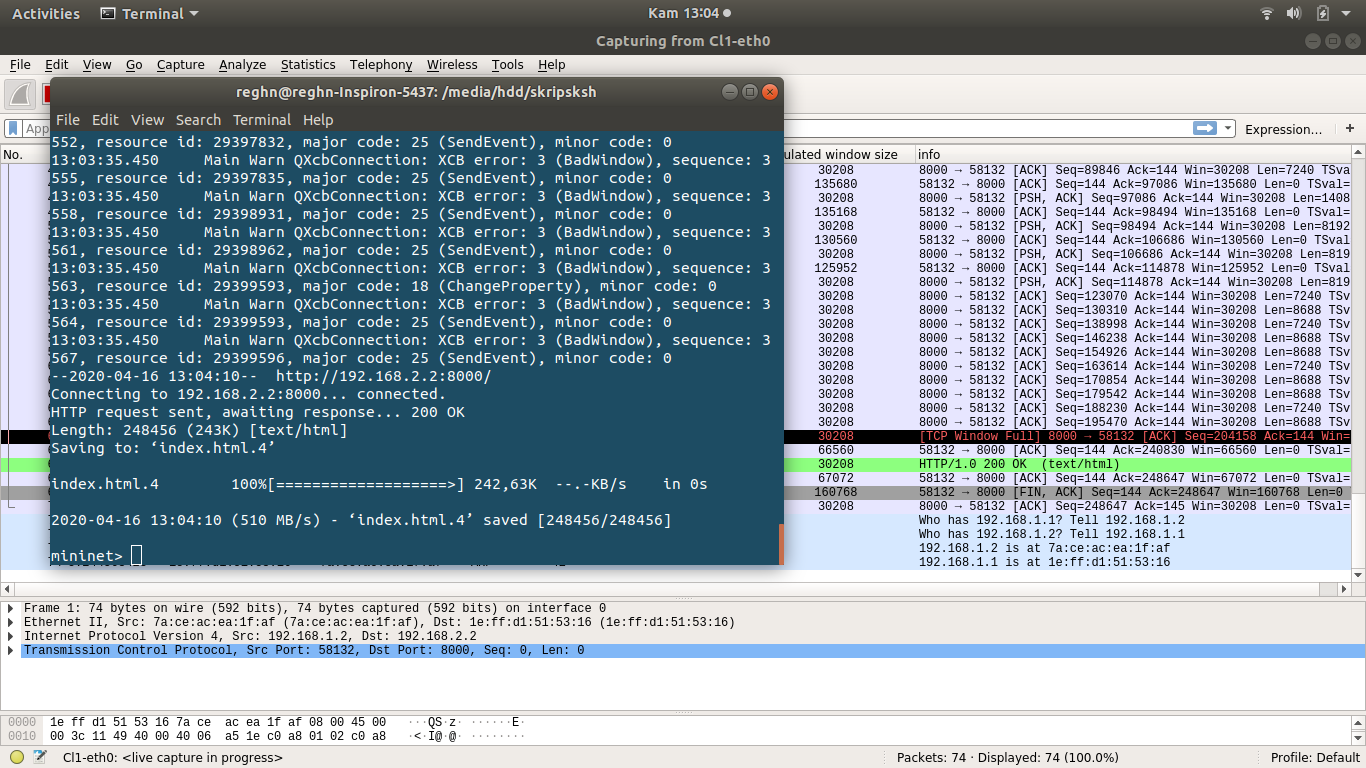 Activities Terminal Kam 13:04
Capturing from Cl1-eth0
File Edit View Go Capture Analyze Statistics Telephony Wireless Tools Help
reghn@reghn-Inspiron-5437: /media/hdd/skripsksh
File Edit View Search Terminal Help
App
Expression... +
No.
ulated window size info
552, resource id: 29397832, major code: 25 (SendEvent), minor code: 0
13:03:35.450     Main Warn QXcbConnection: XCB error: 3 (BadWindow), sequence: 3
555, resource id: 29397835, major code: 25 (SendEvent), minor code: 0
13:03:35.450     Main Warn QXcbConnection: XCB error: 3 (BadWindow), sequence: 3
558, resource id: 29398931, major code: 25 (SendEvent), minor code: 0
13:03:35.450     Main Warn QXcbConnection: XCB error: 3 (BadWindow), sequence: 3
561, resource id: 29398962, major code: 25 (SendEvent), minor code: 0
13:03:35.450     Main Warn QXcbConnection: XCB error: 3 (BadWindow), sequence: 3
563, resource id: 29399593, major code: 18 (ChangeProperty), minor code: 0
13:03:35.450     Main Warn QXcbConnection: XCB error: 3 (BadWindow), sequence: 3
564, resource id: 29399593, major code: 25 (SendEvent), minor code: 0
13:03:35.450     Main Warn QXcbConnection: XCB error: 3 (BadWindow), sequence: 3
567, resource id: 29399596, major code: 25 (SendEvent), minor code: 0
--2020-04-16 13:04:10--  http://192.168.2.2:8000/
Connecting to 192.168.2.2:8000... connected.
HTTP request sent, awaiting response... 200 OK
Length: 248456 (243K) [text/html]
Saving to: ‘index.html.4’
index.html.4        100%[===================>] 242,63K  --.-KB/s    in 0s
2020-04-16 13:04:10 (510 MB/s) - ‘index.html.4’ saved [248456/248456]
mininet>
30208 8000 → 58132 [ACK] Seq=89846 Ack=144 Win=30208 Len=7240 TSva
135680 58132 → 8000 [ACK] Seq=144 Ack=97086 Win=135680 Len=0 TSval=
30208 8000 → 58132 [PSH, ACK] Seq=97086 Ack=144 Win=30208 Len=1408
135168 58132 → 8000 [ACK] Seq=144 Ack=98494 Win=135168 Len=0 TSval=
30208 8000 → 58132 [PSH, ACK] Seq=98494 Ack=144 Win=30208 Len=8192
130560 58132 → 8000 [ACK] Seq=144 Ack=106686 Win=130560 Len=0 TSval
30208 8000 → 58132 [PSH, ACK] Seq=106686 Ack=144 Win=30208 Len=819
125952 58132 → 8000 [ACK] Seq=144 Ack=114878 Win=125952 Len=0 TSval
30208 8000 → 58132 [PSH, ACK] Seq=114878 Ack=144 Win=30208 Len=819
30208 8000 → 58132 [ACK] Seq=123070 Ack=144 Win=30208 Len=7240 TSv
30208 8000 → 58132 [ACK] Seq=130310 Ack=144 Win=30208 Len=8688 TSv
30208 8000 → 58132 [ACK] Seq=138998 Ack=144 Win=30208 Len=7240 TSv
30208 8000 → 58132 [ACK] Seq=146238 Ack=144 Win=30208 Len=8688 TSv
30208 8000 → 58132 [ACK] Seq=154926 Ack=144 Win=30208 Len=8688 TSv
30208 8000 → 58132 [ACK] Seq=163614 Ack=144 Win=30208 Len=7240 TSv
30208 8000 → 58132 [ACK] Seq=170854 Ack=144 Win=30208 Len=8688 TSv
30208 8000 → 58132 [ACK] Seq=179542 Ack=144 Win=30208 Len=8688 TSv
30208 8000 → 58132 [ACK] Seq=188230 Ack=144 Win=30208 Len=7240 TSv
30208 8000 → 58132 [ACK] Seq=195470 Ack=144 Win=30208 Len=8688 TSv
30208 [TCP Window Full] 8000 → 58132 [ACK] Seq=204158 Ack=144 Win=
66560 58132 → 8000 [ACK] Seq=144 Ack=240830 Win=66560 Len=0 TSval=
30208 HTTP/1.0 200 OK  (text/html)
67072 58132 → 8000 [ACK] Seq=144 Ack=248647 Win=67072 Len=0 TSval=
160768 58132 → 8000 [FIN, ACK] Seq=144 Ack=248647 Win=160768 Len=0
30208 8000 → 58132 [ACK] Seq=248647 Ack=145 Win=30208 Len=0 TSval=
Who has 192.168.1.1? Tell 192.168.1.2
Who has 192.168.1.2? Tell 192.168.1.1
192.168.1.2 is at 7a:ce:ac:ea:1f:af
192.168.1.1 is at 1e:ff:d1:51:53:16
Frame 1: 74 bytes on wire (592 bits), 74 bytes captured (592 bits) on interface 0
Ethernet II, Src: 7a:ce:ac:ea:1f:af (7a:ce:ac:ea:1f:af), Dst: 1e:ff:d1:51:53:16 (1e:ff:d1:51:53:16)
Internet Protocol Version 4, Src: 192.168.1.2, Dst: 192.168.2.2
Transmission Control Protocol, Src Port: 58132, Dst Port: 8000, Seq: 0, Len: 0
0000  1e ff d1 51 53 16 7a ce  ac ea 1f af 08 00 45 00   ···QS·z· ······E·
0010  00 3c 11 49 40 00 40 06  a5 1e c0 a8 01 02 c0 a8   ·<·I@·@· ········
Cl1-eth0: <live capture in progress> Packets: 74 · Displayed: 74 (100.0%) Profile: Default